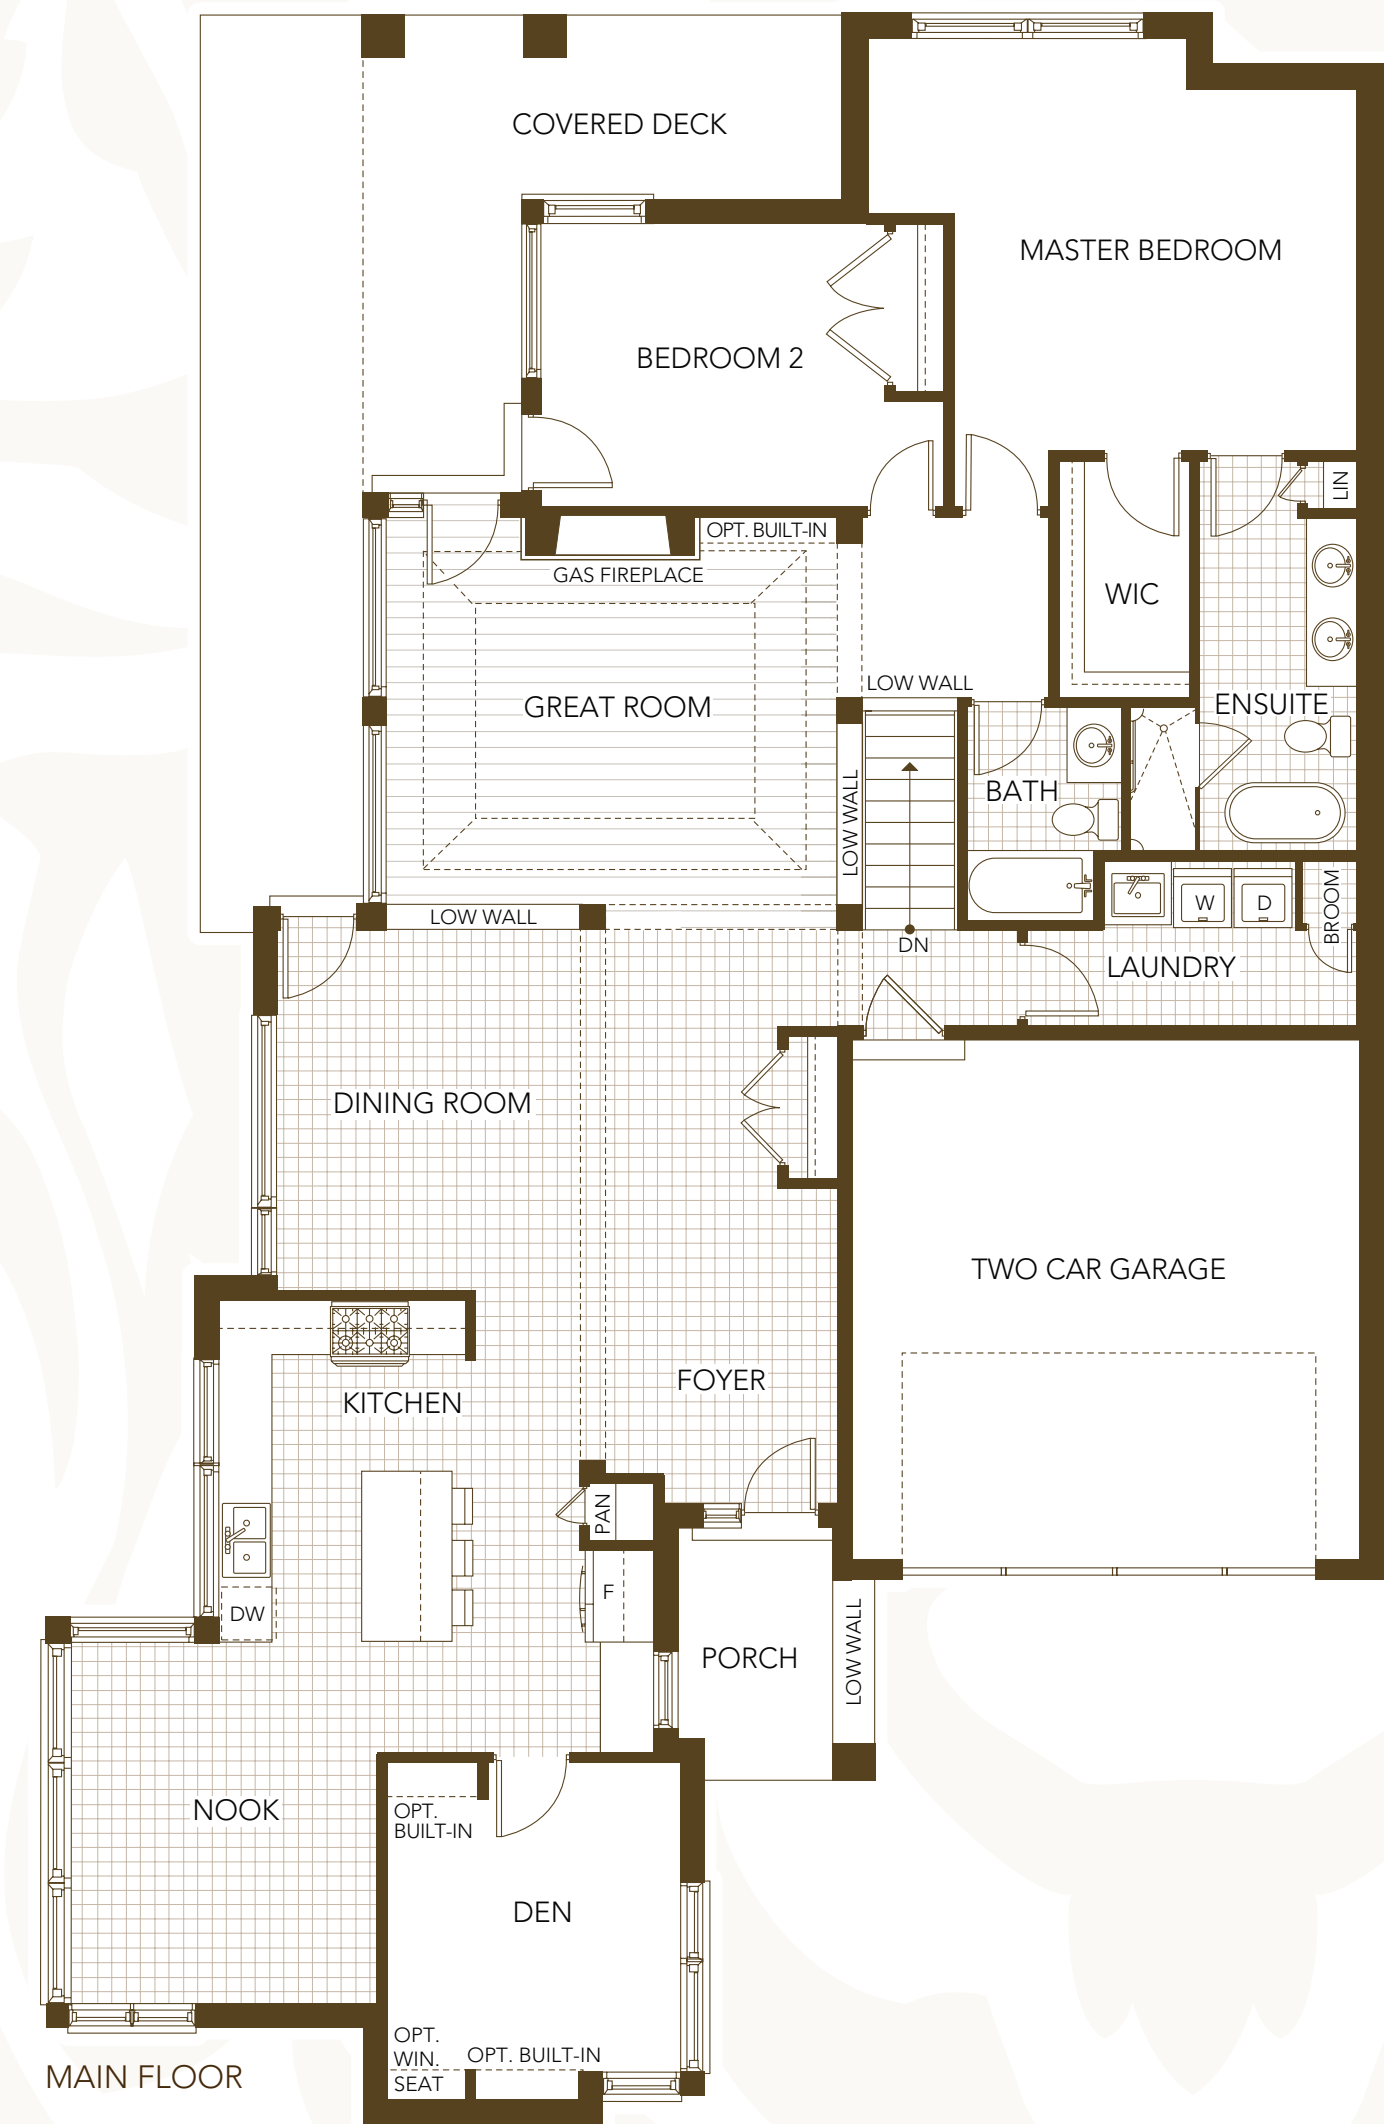 COVERED DECK
MASTER BEDROOM
BEDROOM 2
LIN
OPT. BUILT-IN
GAS FIREPLACE
WIC
LOW WALL
GREAT ROOM
ENSUITE
BATH
LOW WALL
W
D
BROOM
LOW WALL
DN
LAUNDRY
DINING ROOM
TWO CAR GARAGE
FOYER
KITCHEN
PAN
F
DW
PORCH
LOW WALL
NOOK
OPT.
BUILT-IN
DEN
OPT.
WIN.
SEAT
OPT. BUILT-IN
MAIN FLOOR